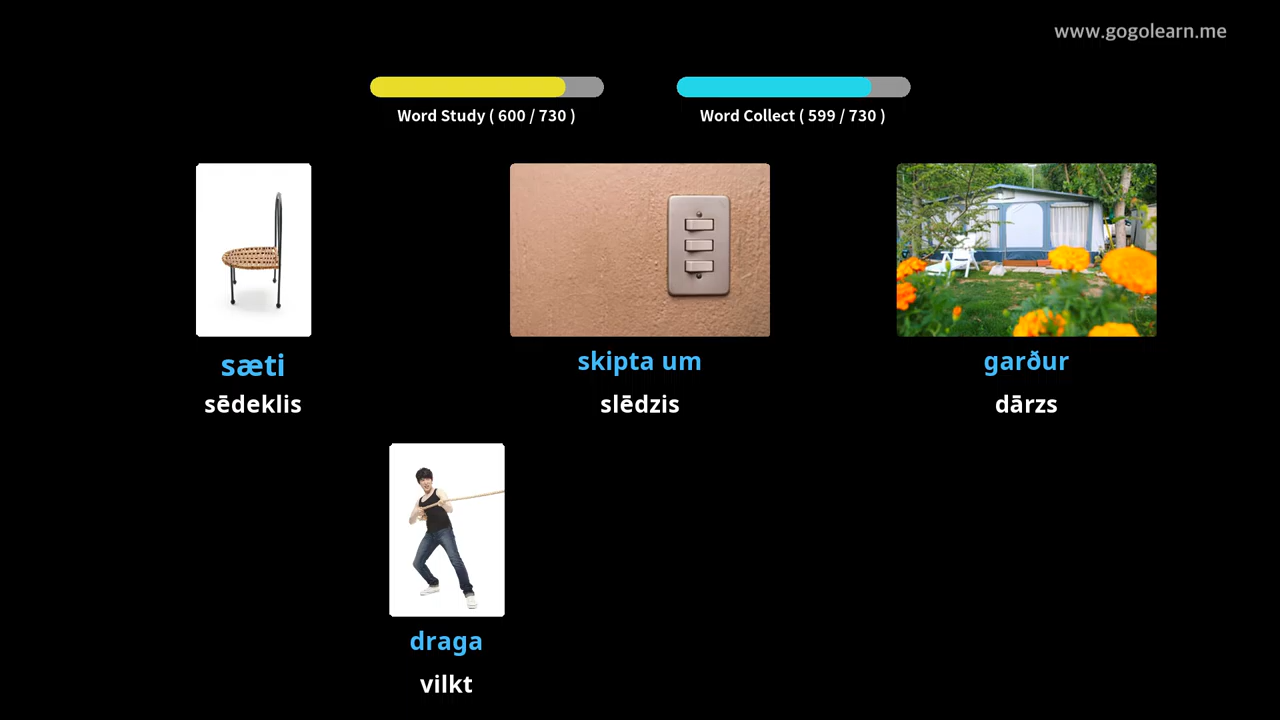 www.gogolearn.me
Word Study ( 600 / 730 )
Word Collect ( 599 / 730 )
sæti
skipta um
garður
sēdeklis
slēdzis
dārzs
draga
vilkt